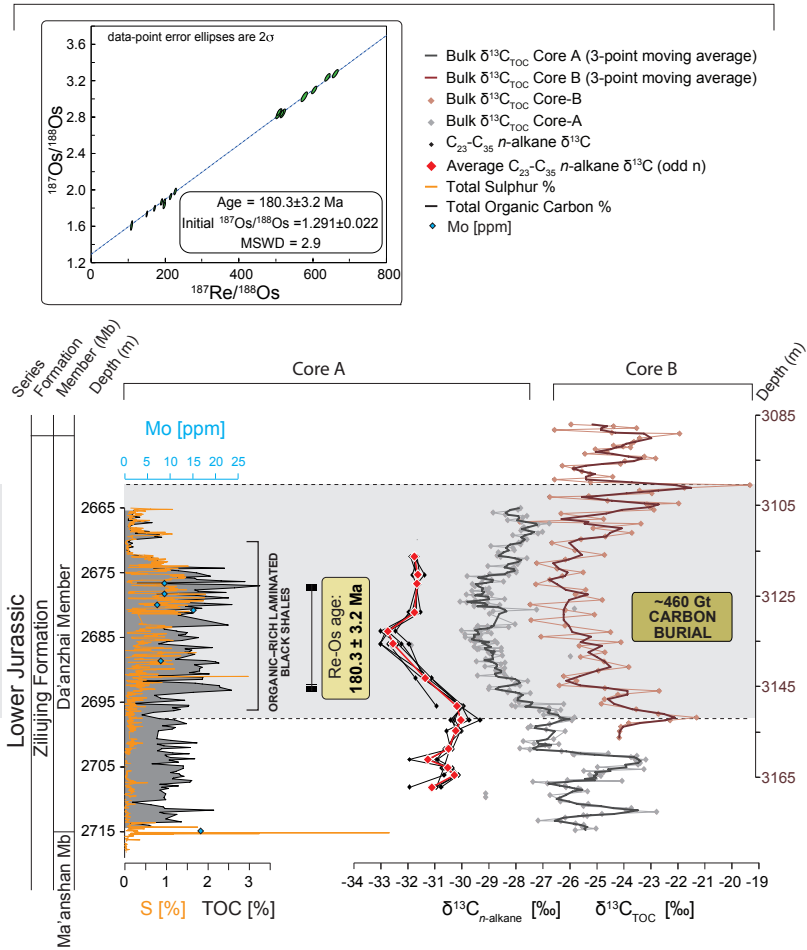 data-point error ellipses are 2σ
3.6
3.2
2.8
2.4
2.0
1.6
1.2
¹⁸⁷Os/¹⁸⁸Os
Age = 180.3±3.2 Ma
Initial ¹⁸⁷Os/¹⁸⁸Os =1.291±0.022
MSWD = 2.9
0 200 400 600 800
¹⁸⁷Re/¹⁸⁸Os
Bulk δ¹³C_TOC Core A (3-point moving average)
Bulk δ¹³C_TOC Core B (3-point moving average)
Bulk δ¹³C_TOC Core-B
Bulk δ¹³C_TOC Core-A
C₂₃-C₃₅ n-alkane δ¹³C
Average C₂₃-C₃₅ n-alkane δ¹³C (odd n)
Total Sulphur %
Total Organic Carbon %
Mo [ppm]
Series
Formation
Member (Mb)
Depth (m)
Core A
Core B
Depth (m)
Mo [ppm]
0 5 10 15 20 25
Lower Jurassic
Ziliujing Formation
Da'anzhai Member
Ma'anshan Mb
2665
2675
2685
2695
2705
2715
ORGANIC–RICH LAMINATED
BLACK SHALES
Re-Os age:
180.3 ± 3.2 Ma
~460 Gt
CARBON
BURIAL
3085
3105
3125
3145
3165
0 1 2 3
S [%] TOC [%]
-34 -33 -32 -31 -30 -29 -28 -27 -26 -25 -24 -23 -22 -21 -20 -19
δ¹³C_n-alkane [‰] δ¹³C_TOC [‰]